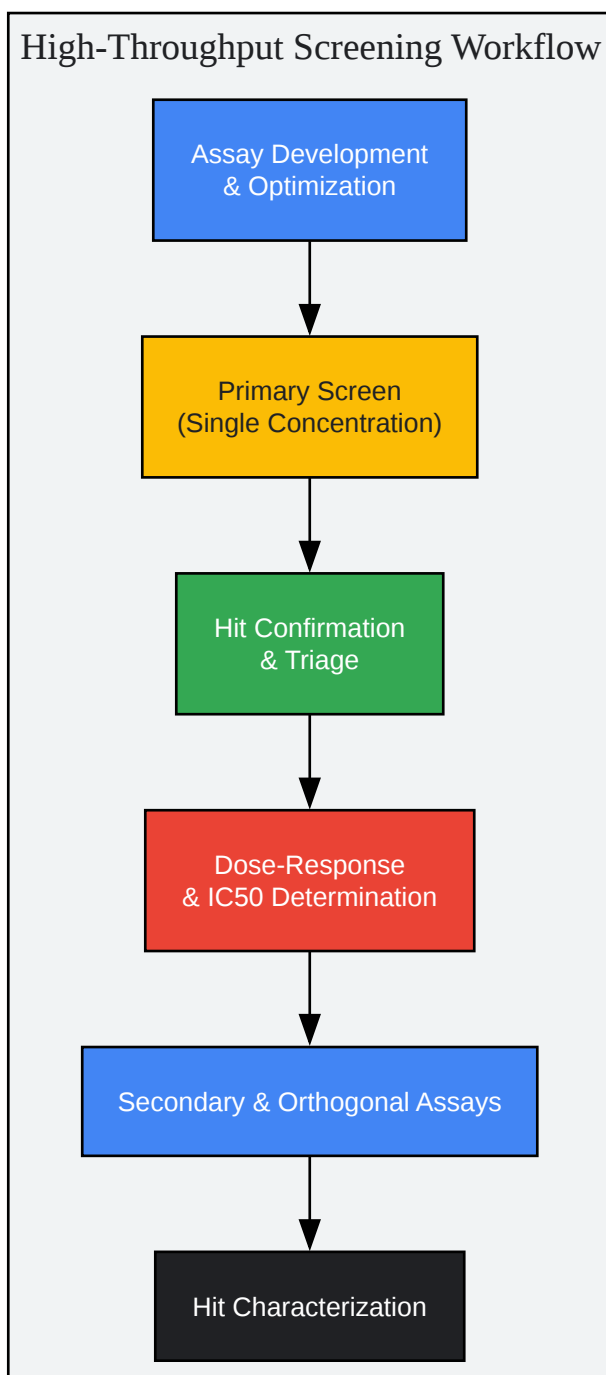 High-Throughput Screening Workflow
Assay Development
& Optimization
Primary Screen
(Single Concentration)
Hit Confirmation
& Triage
Dose-Response
& IC50 Determination
Secondary & Orthogonal Assays
Hit Characterization